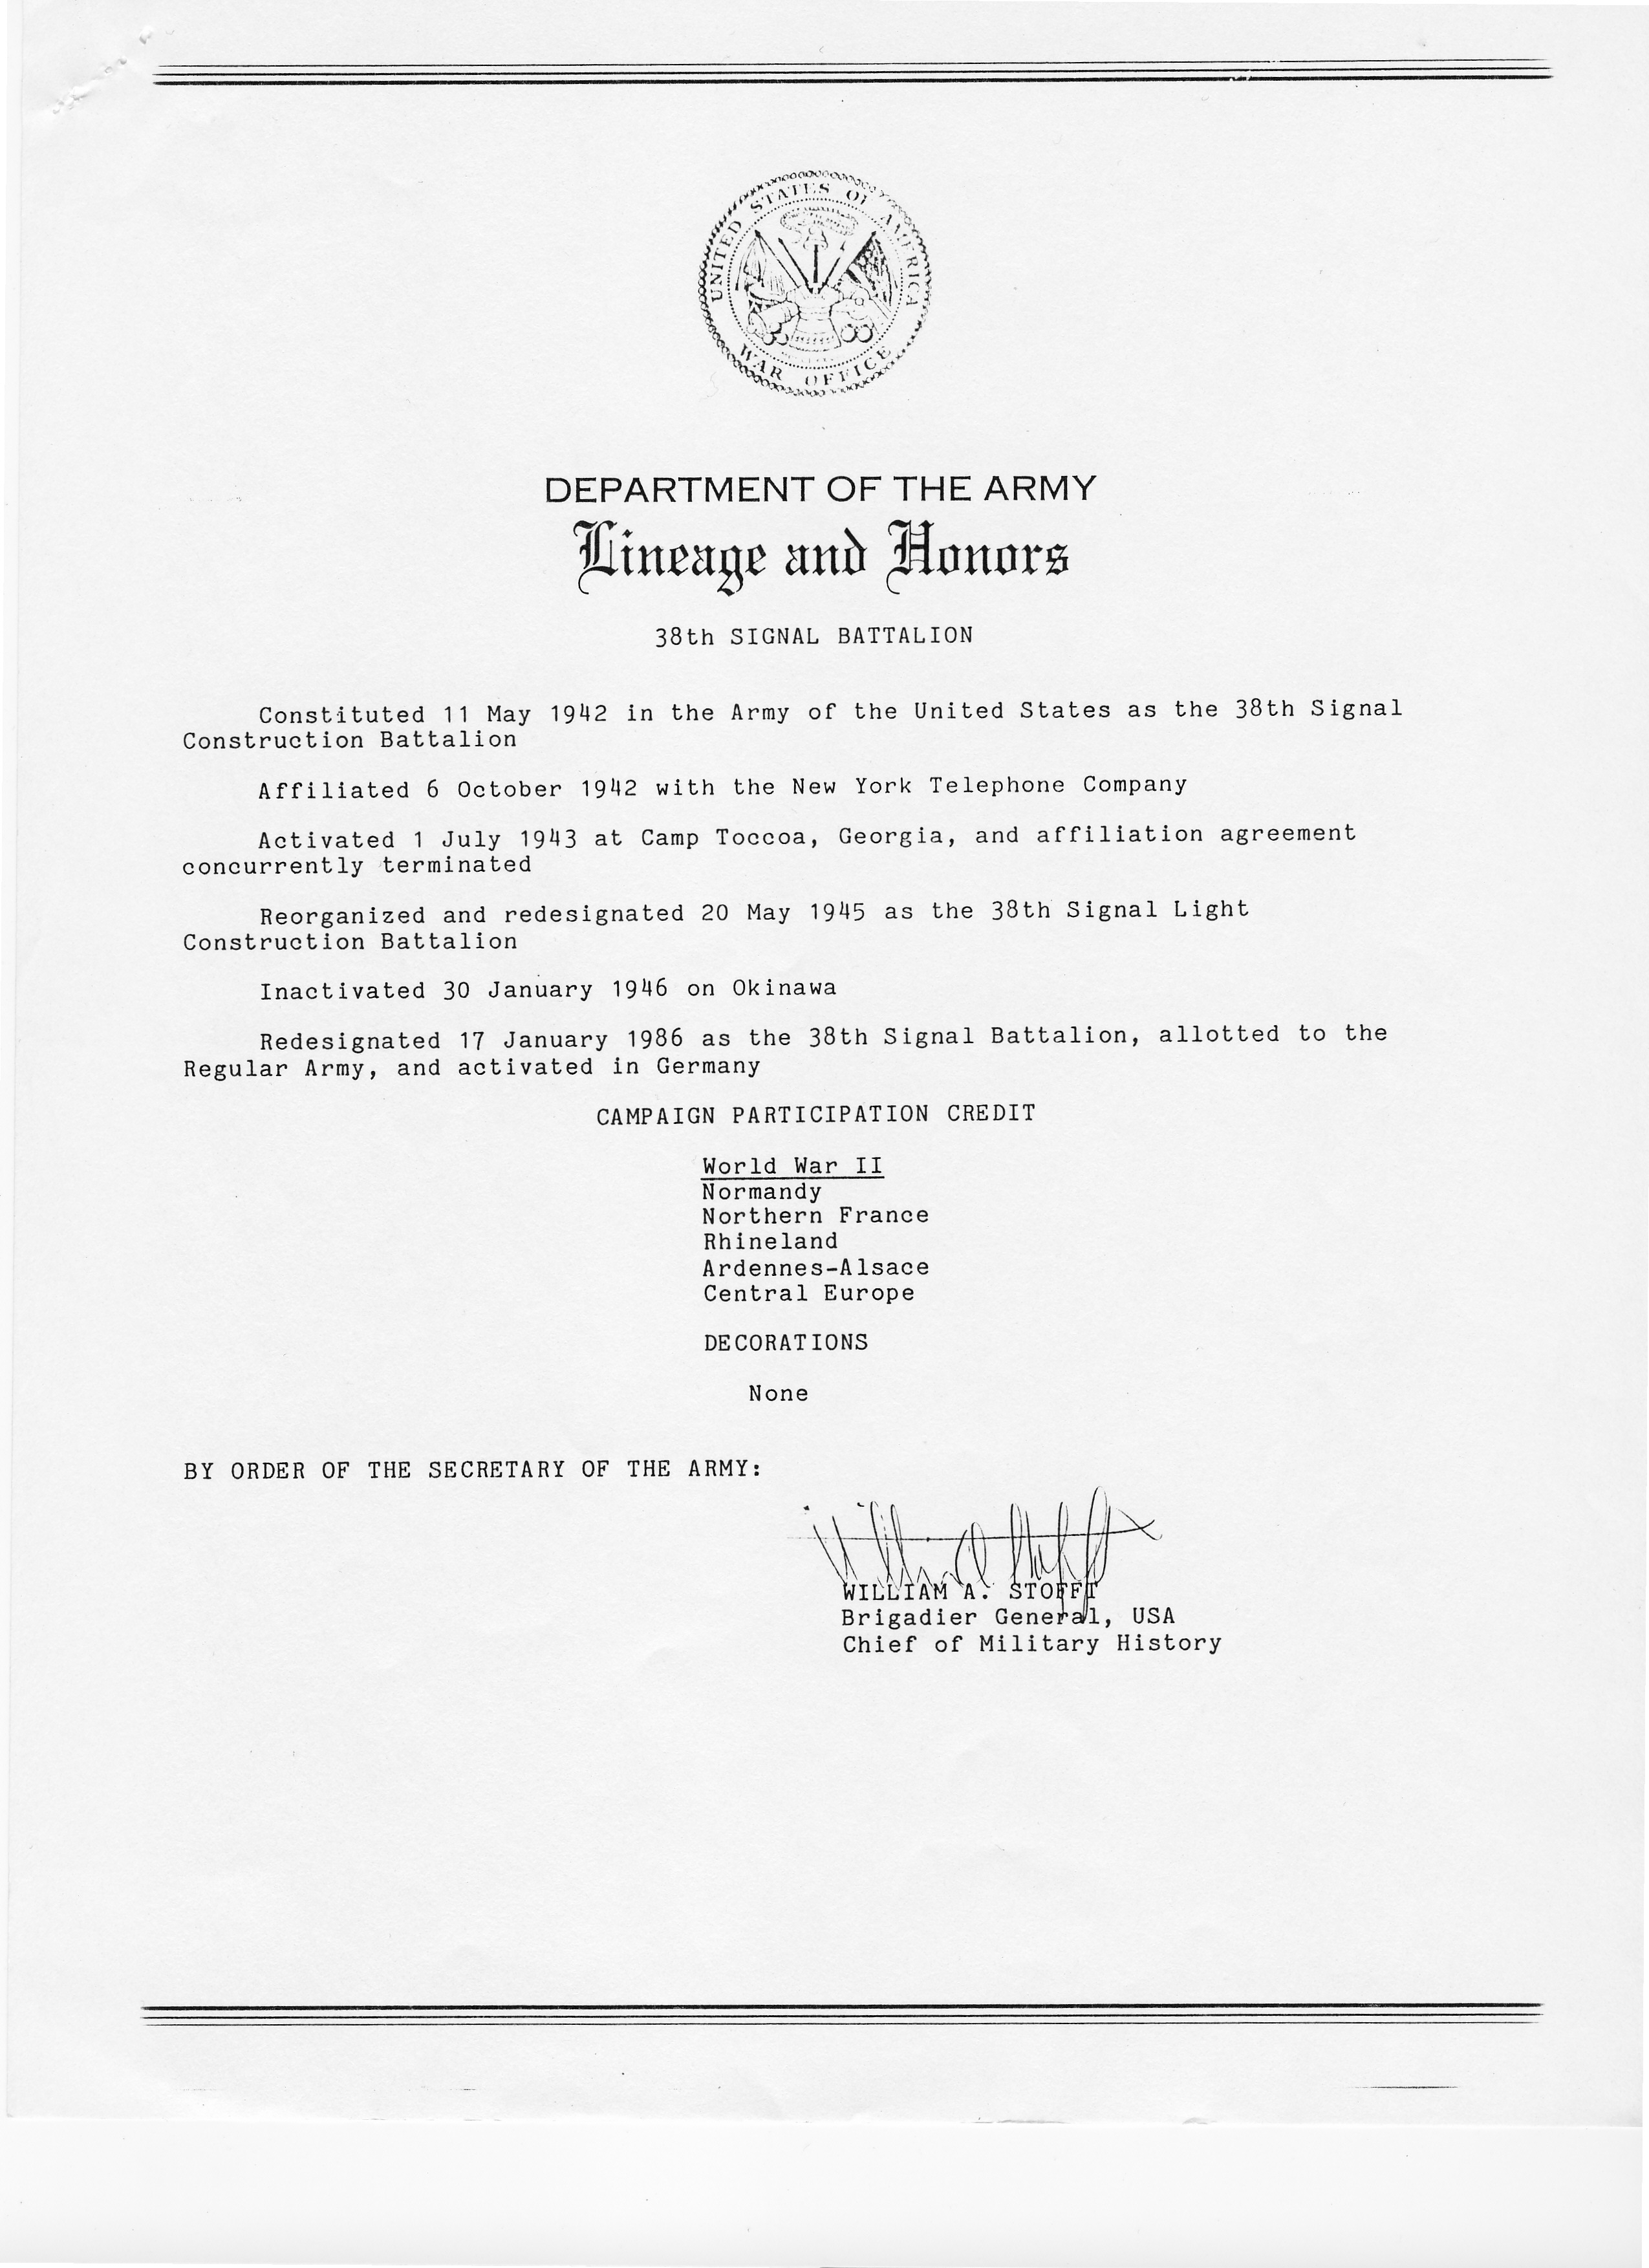 UNITED STATES OF AMERICA
WAR OFFICE
DEPARTMENT OF THE ARMY
Lineage and Honors
38th SIGNAL BATTALION
Constituted 11 May 1942 in the Army of the United States as the 38th Signal
Construction Battalion
Affiliated 6 October 1942 with the New York Telephone Company
Activated 1 July 1943 at Camp Toccoa, Georgia, and affiliation agreement
concurrently terminated
Reorganized and redesignated 20 May 1945 as the 38th Signal Light
Construction Battalion
Inactivated 30 January 1946 on Okinawa
Redesignated 17 January 1986 as the 38th Signal Battalion, allotted to the
Regular Army, and activated in Germany
CAMPAIGN PARTICIPATION CREDIT
World War II
Normandy
Northern France
Rhineland
Ardennes-Alsace
Central Europe
DECORATIONS
None
BY ORDER OF THE SECRETARY OF THE ARMY:
William A Stofft
WILLIAM A. STOFFT
Brigadier General, USA
Chief of Military History